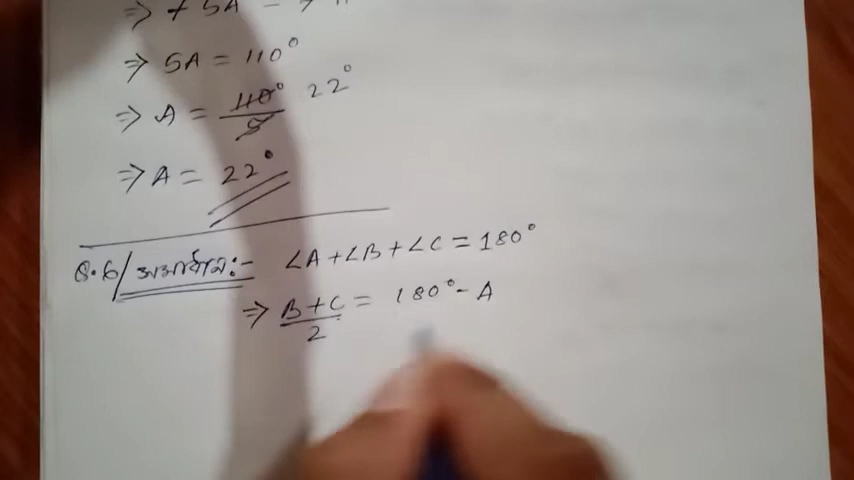 ⇒ 5A = 110°
⇒ A = 110°/5 22°
⇒ A = 22°
Q.6/ সমাধান:- ∠A + ∠B + ∠C = 180°
⇒ B + C/2 = 180° - A